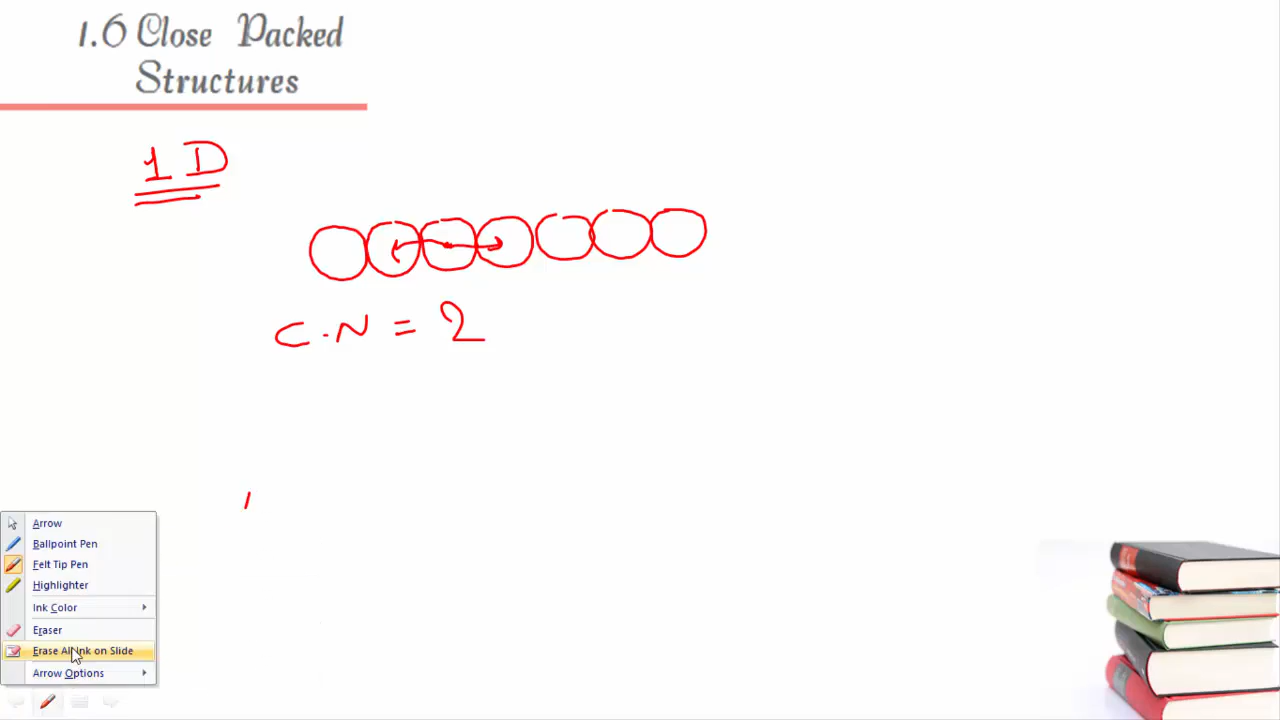 1.6 Close Packed
Structures
1 D
C.N = 2
Arrow
Ballpoint Pen
Felt Tip Pen
Highlighter
Ink Color
Eraser
Erase All Ink on Slide
Arrow Options